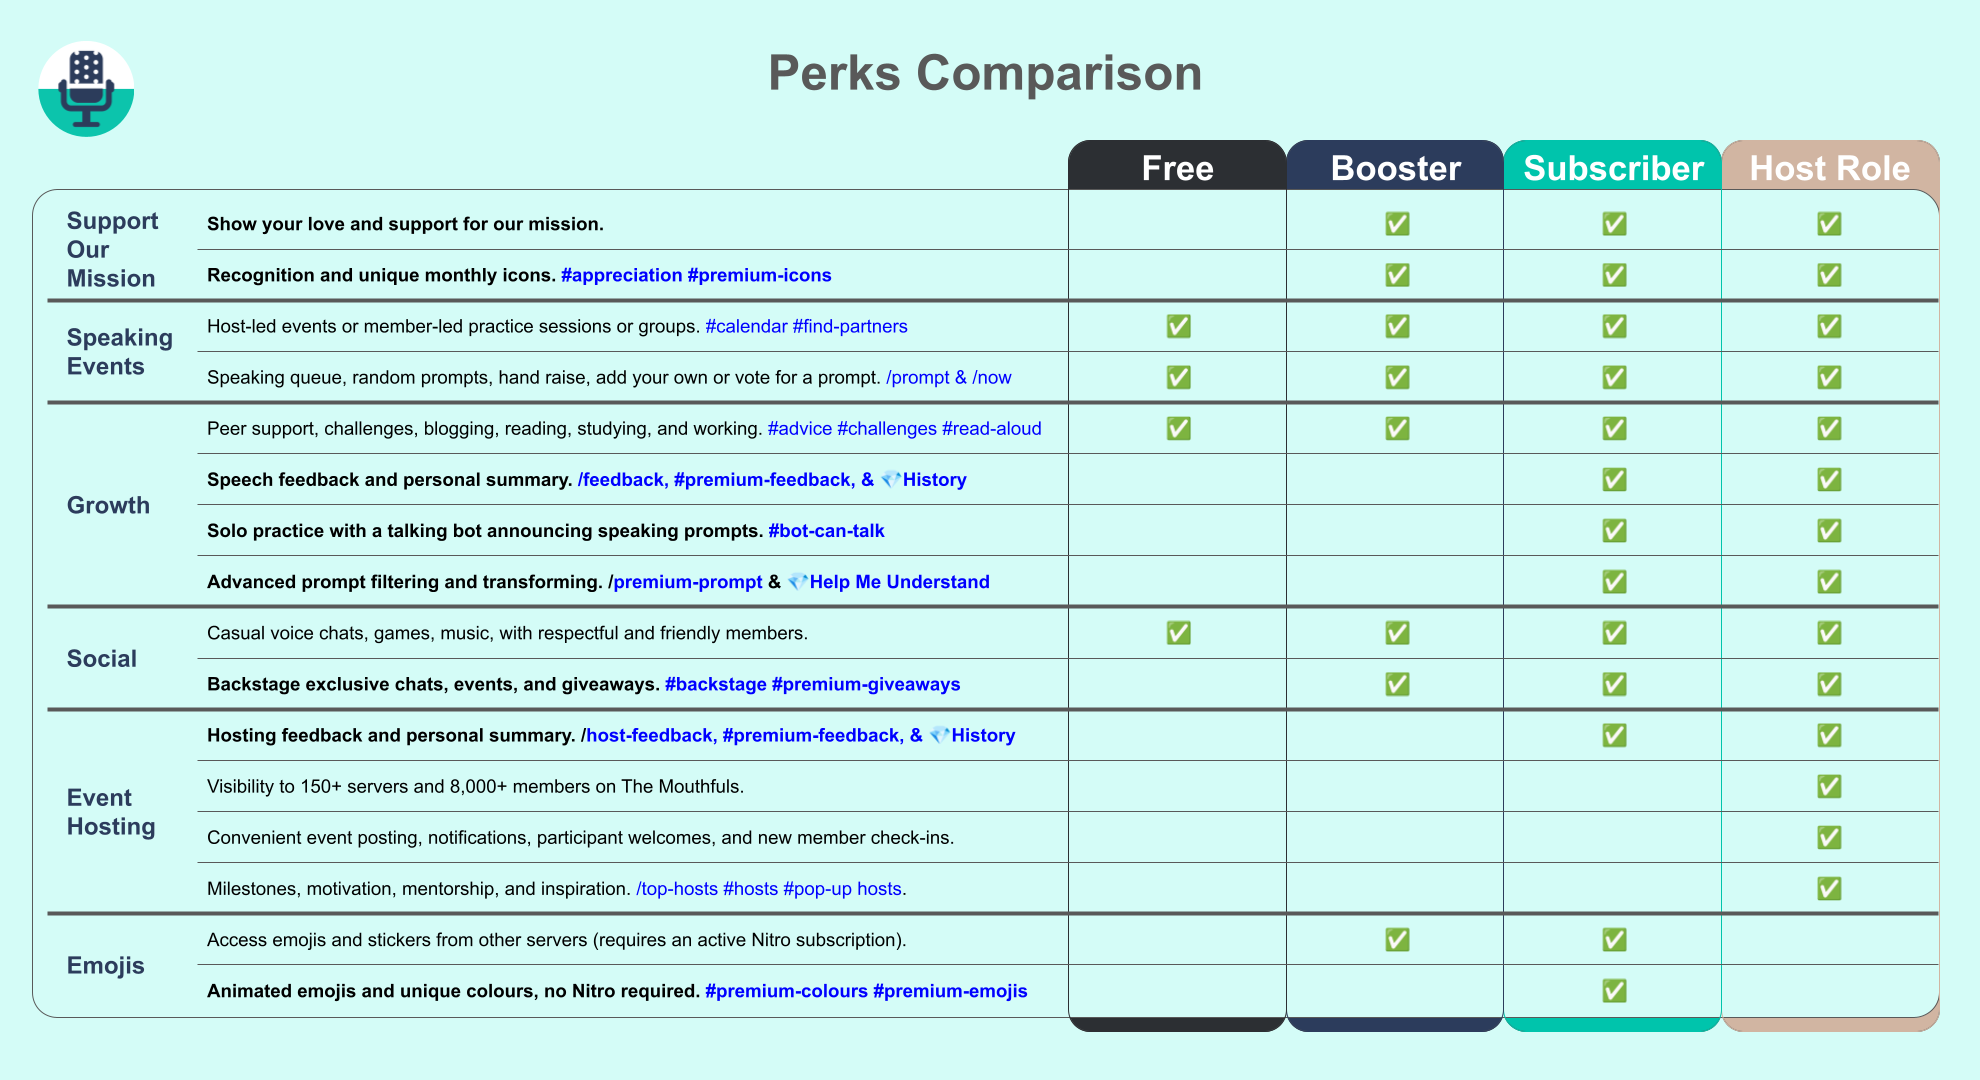 Perks Comparison
Free Booster Subscriber Host Role
Support
Our
Mission
Show your love and support for our mission. ✅ ✅ ✅
Recognition and unique monthly icons. #appreciation #premium-icons ✅ ✅ ✅
Speaking
Events
Host-led events or member-led practice sessions or groups. #calendar #find-partners ✅ ✅ ✅ ✅
Speaking queue, random prompts, hand raise, add your own or vote for a prompt. /prompt & /now ✅ ✅ ✅ ✅
Growth
Peer support, challenges, blogging, reading, studying, and working. #advice #challenges #read-aloud ✅ ✅ ✅ ✅
Speech feedback and personal summary. /feedback, #premium-feedback, & 💎History ✅ ✅
Solo practice with a talking bot announcing speaking prompts. #bot-can-talk ✅ ✅
Advanced prompt filtering and transforming. /premium-prompt & 💎Help Me Understand ✅ ✅
Social
Casual voice chats, games, music, with respectful and friendly members. ✅ ✅ ✅ ✅
Backstage exclusive chats, events, and giveaways. #backstage #premium-giveaways ✅ ✅ ✅
Event
Hosting
Hosting feedback and personal summary. /host-feedback, #premium-feedback, & 💎History ✅ ✅
Visibility to 150+ servers and 8,000+ members on The Mouthfuls. ✅
Convenient event posting, notifications, participant welcomes, and new member check-ins. ✅
Milestones, motivation, mentorship, and inspiration. /top-hosts #hosts #pop-up hosts. ✅
Emojis
Access emojis and stickers from other servers (requires an active Nitro subscription). ✅ ✅
Animated emojis and unique colours, no Nitro required. #premium-colours #premium-emojis ✅